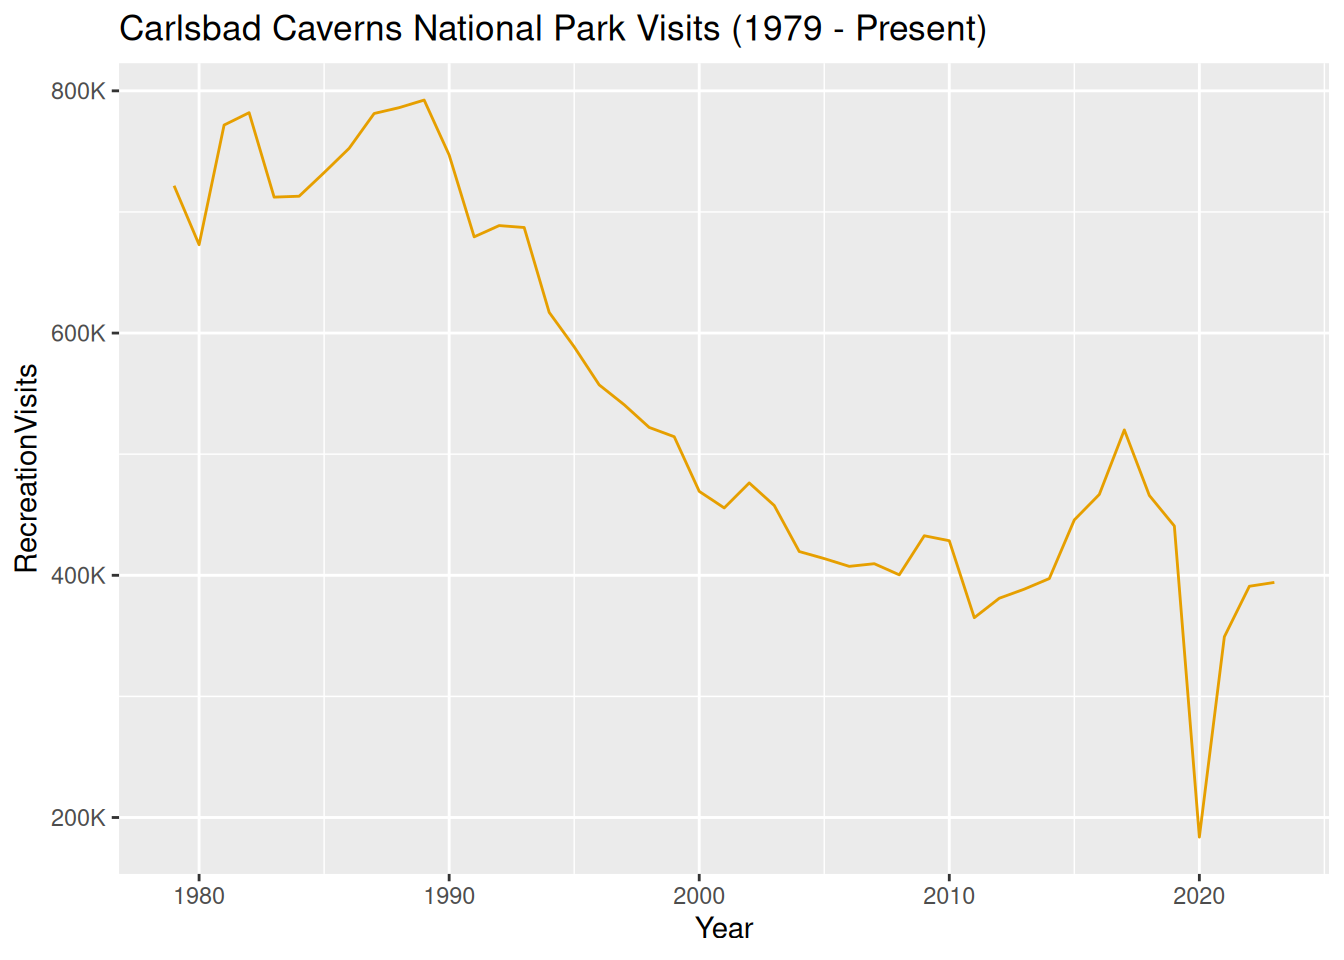 Carlsbad Caverns National Park Visits (1979 - Present)
800K
600K
400K
200K
RecreationVisits
1980 1990 2000 2010 2020
Year